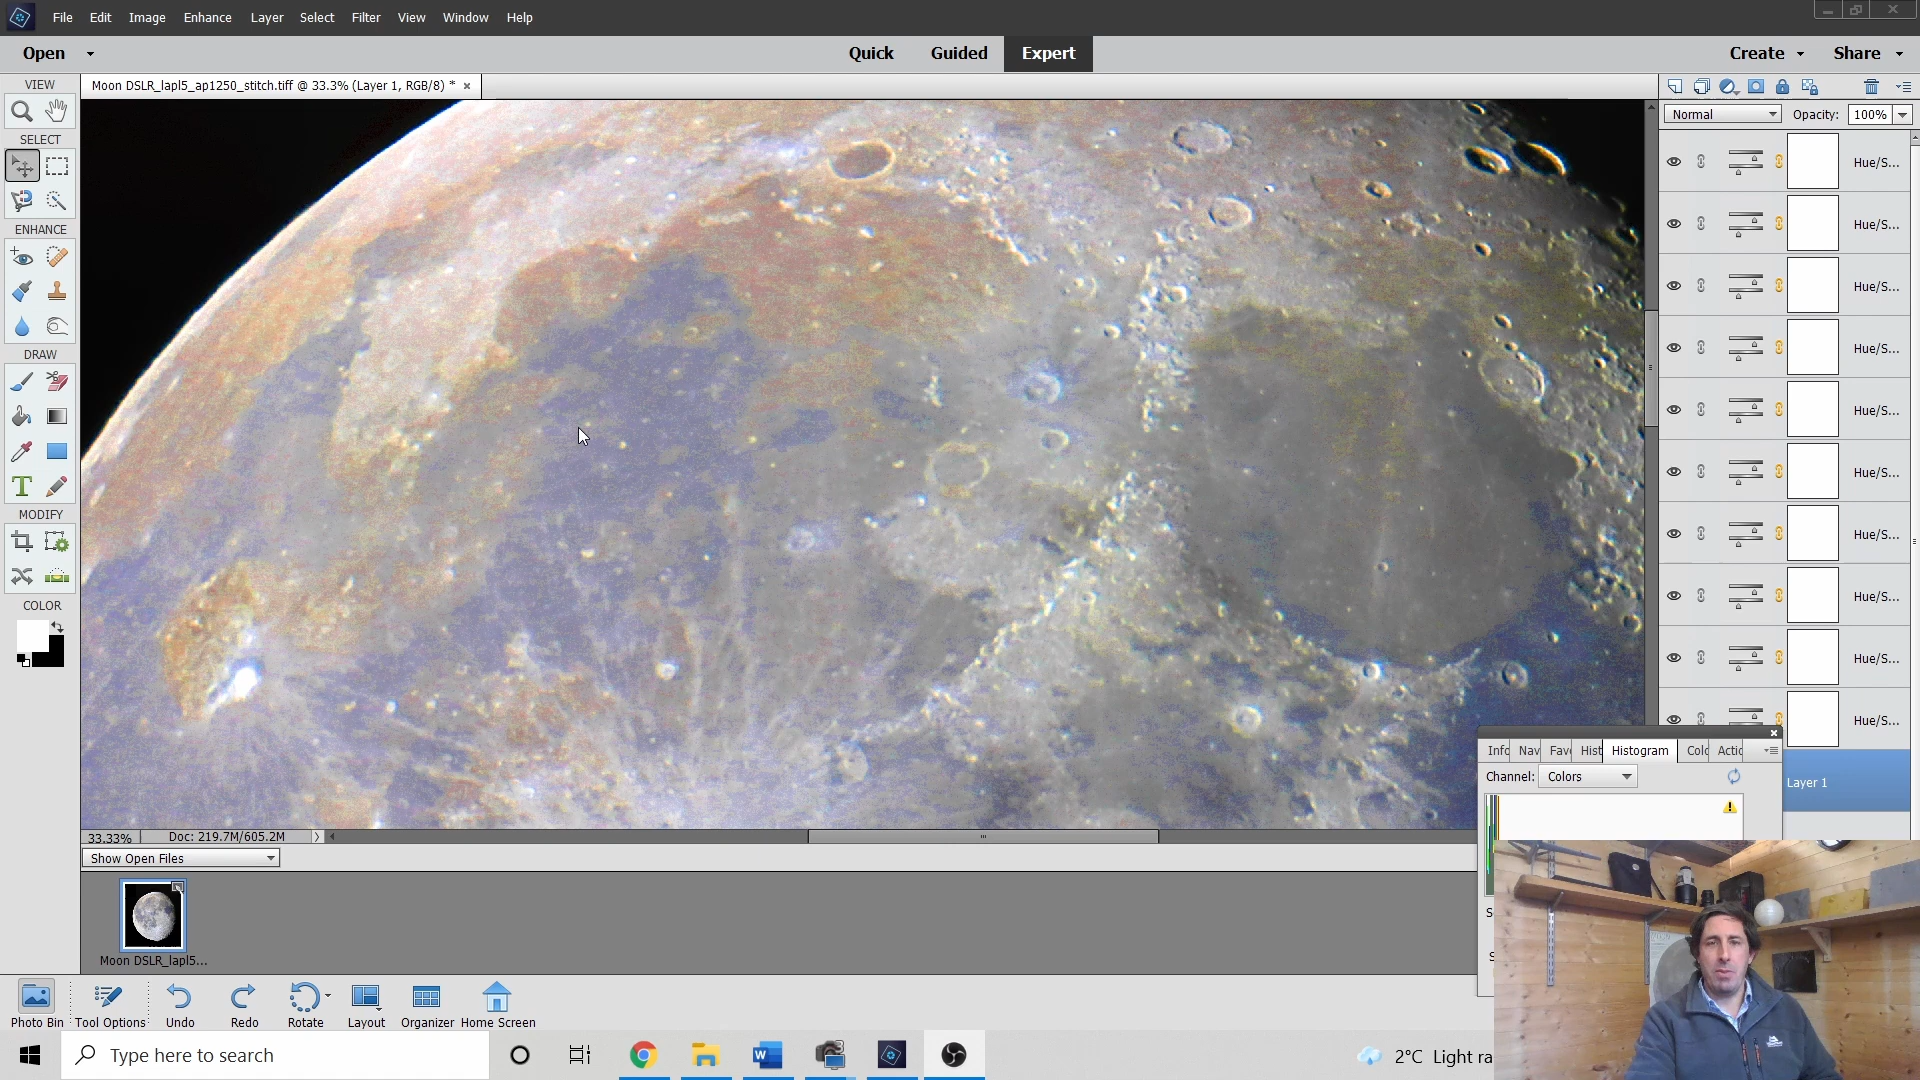 File Edit Image Enhance Layer Select Filter View Window Help
Open Quick Guided Expert Create Share
VIEW
Moon DSLR_lapl5_ap1250_stitch.tiff @ 33.3% (Layer 1, RGB/8) *
Normal Opacity: 100%
SELECT
ENHANCE
DRAW
MODIFY
COLOR
Hue/S...
Hue/S...
Hue/S...
Hue/S...
Hue/S...
Hue/S...
Hue/S...
Hue/S...
Hue/S...
Hue/S...
Layer 1
Info Nav Fav Hist Histogram Colo Actic
Channel: Colors
33.33% Doc: 219.7M/605.2M
Show Open Files
Moon DSLR_lapl5...
Photo Bin Tool Options Undo Redo Rotate Layout Organizer Home Screen
Type here to search
2°C Light ra